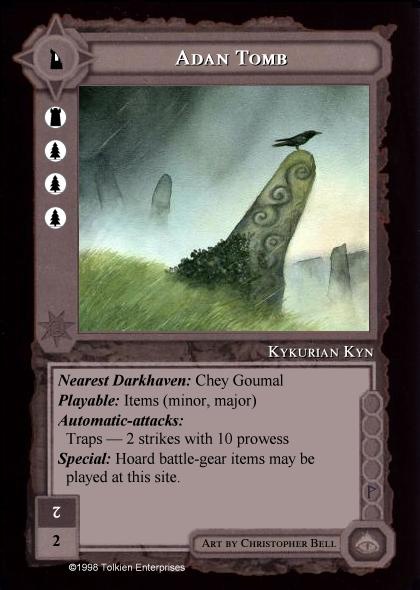 Adan Tomb
Kykurian Kyn
Nearest Darkhaven: Chey Goumal
Playable: Items (minor, major)
Automatic-attacks:
Traps — 2 strikes with 10 prowess
Special: Hoard battle-gear items may be
played at this site.
2
2
Art by Christopher Bell
©1998 Tolkien Enterprises